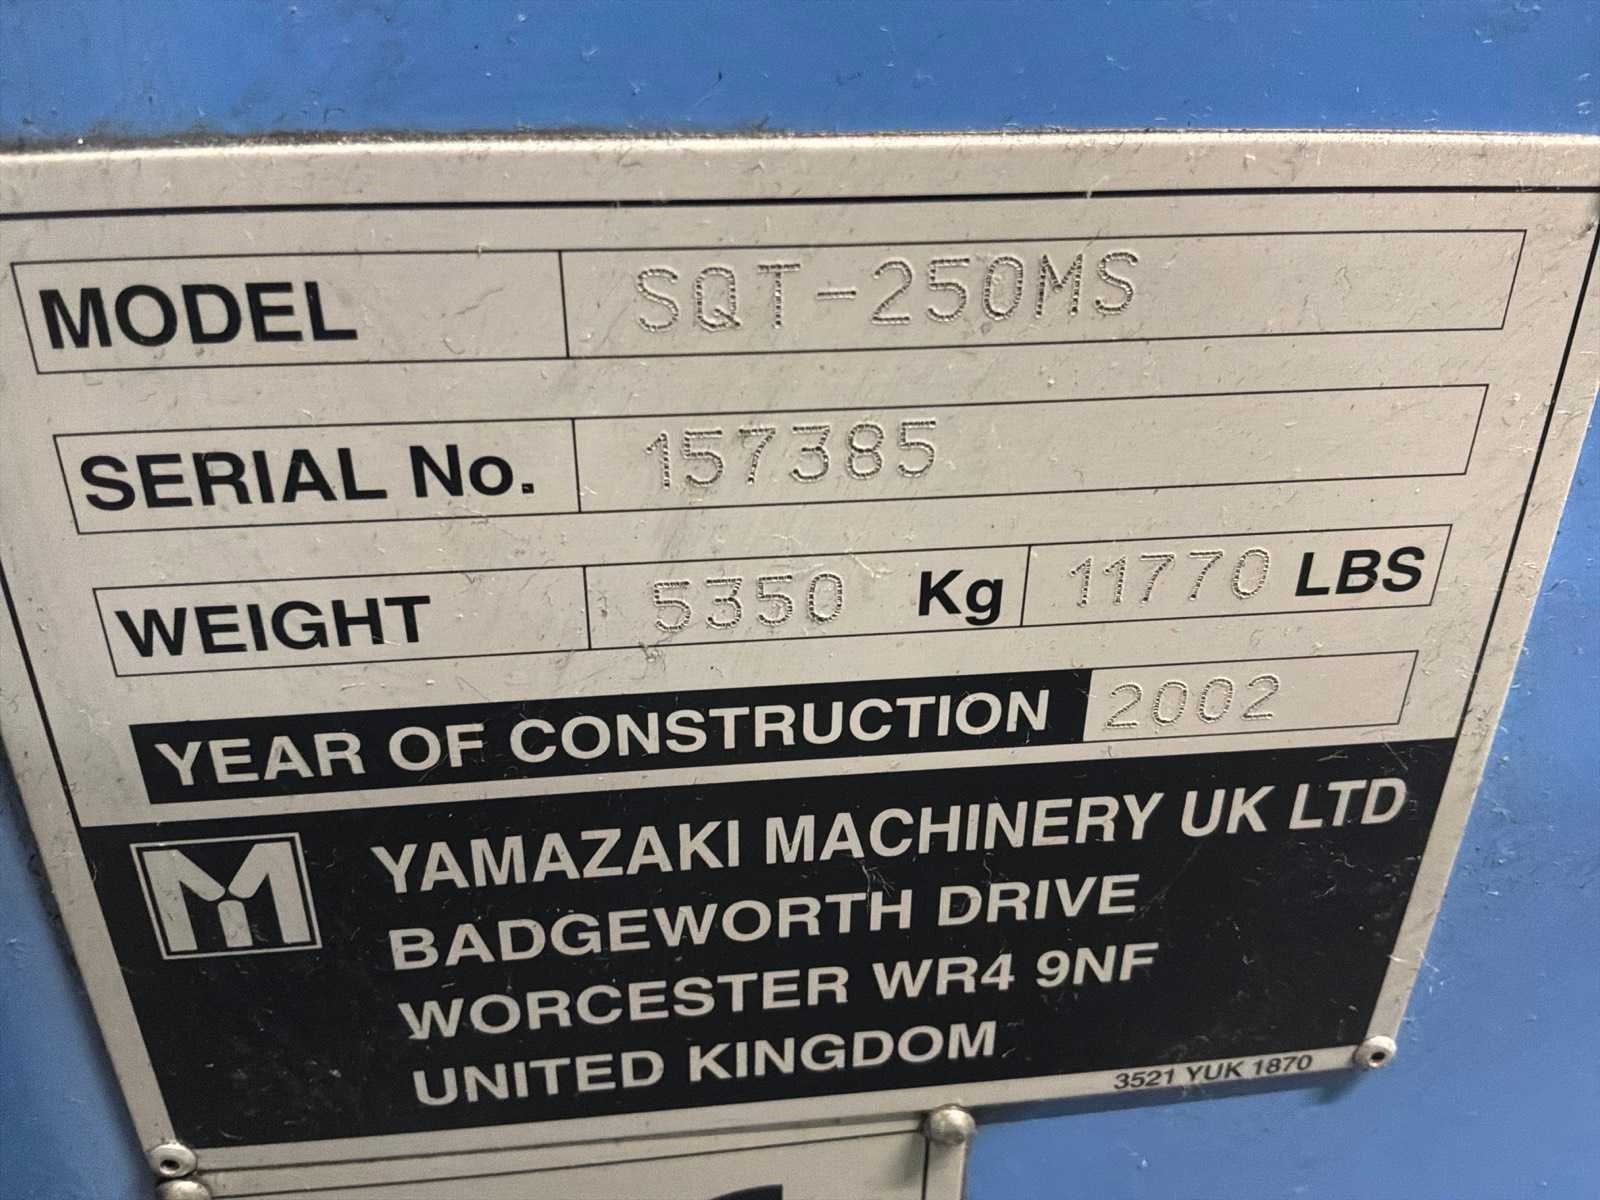 MODEL SQT-250MS
SERIAL No. 157385
WEIGHT 5350 Kg 11770 LBS
YEAR OF CONSTRUCTION 2002
YAMAZAKI MACHINERY UK LTD
BADGEWORTH DRIVE
WORCESTER WR4 9NF
UNITED KINGDOM
3521 YUK 1870